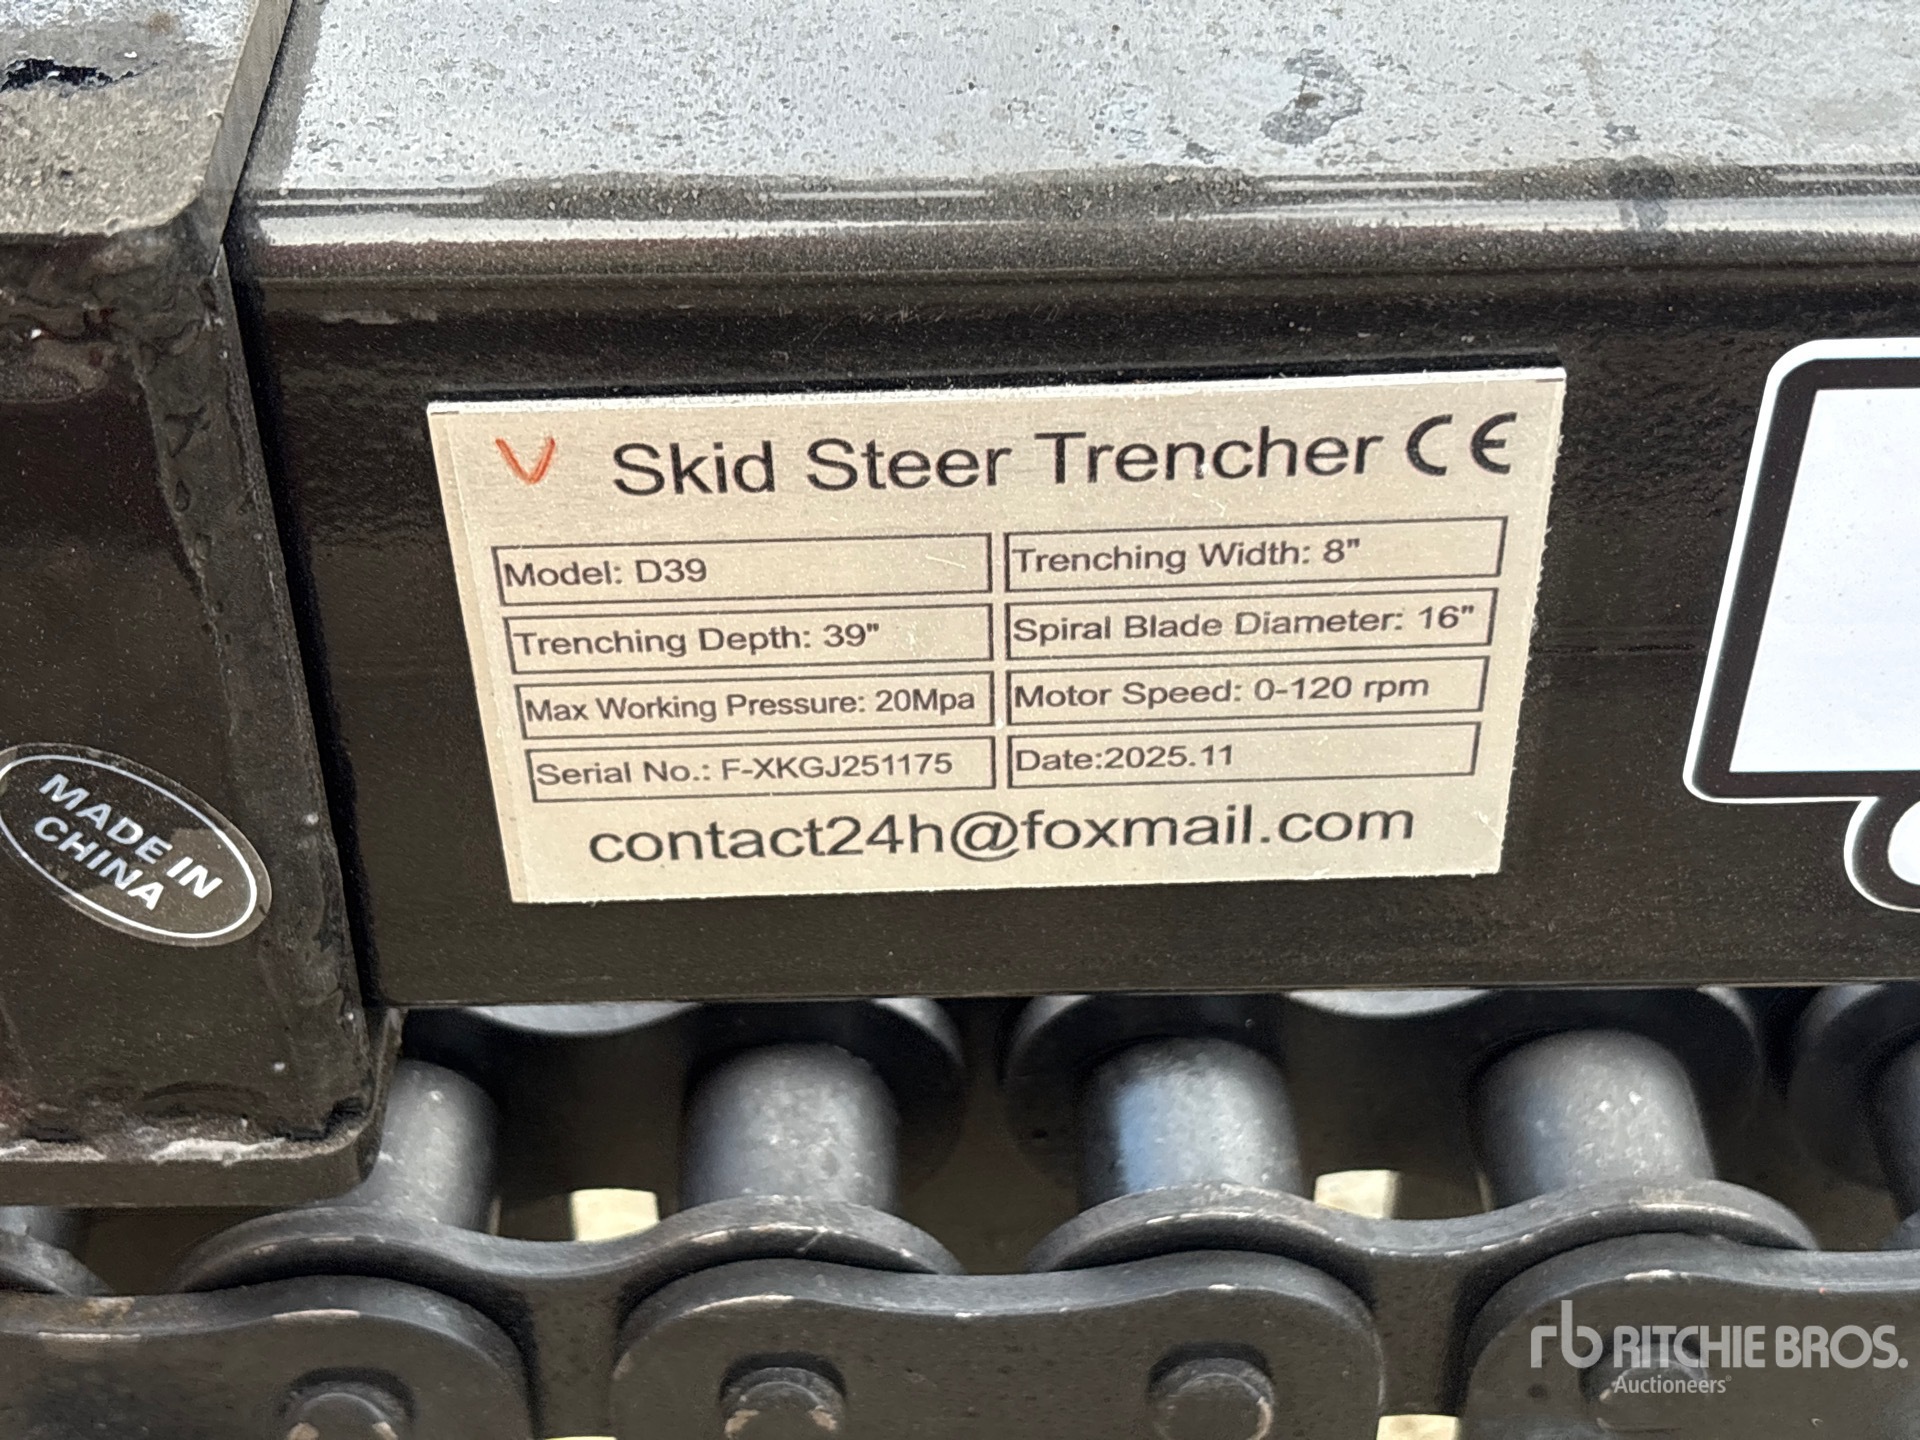 V Skid Steer Trencher CE
Model: D39
Trenching Width: 8"
Trenching Depth: 39"
Spiral Blade Diameter: 16"
Max Working Pressure: 20Mpa
Motor Speed: 0-120 rpm
Serial No.: F-XKGJ251175
Date:2025.11
contact24h@foxmail.com
MADE IN
CHINA
rb RITCHIE BROS.
Auctioneers